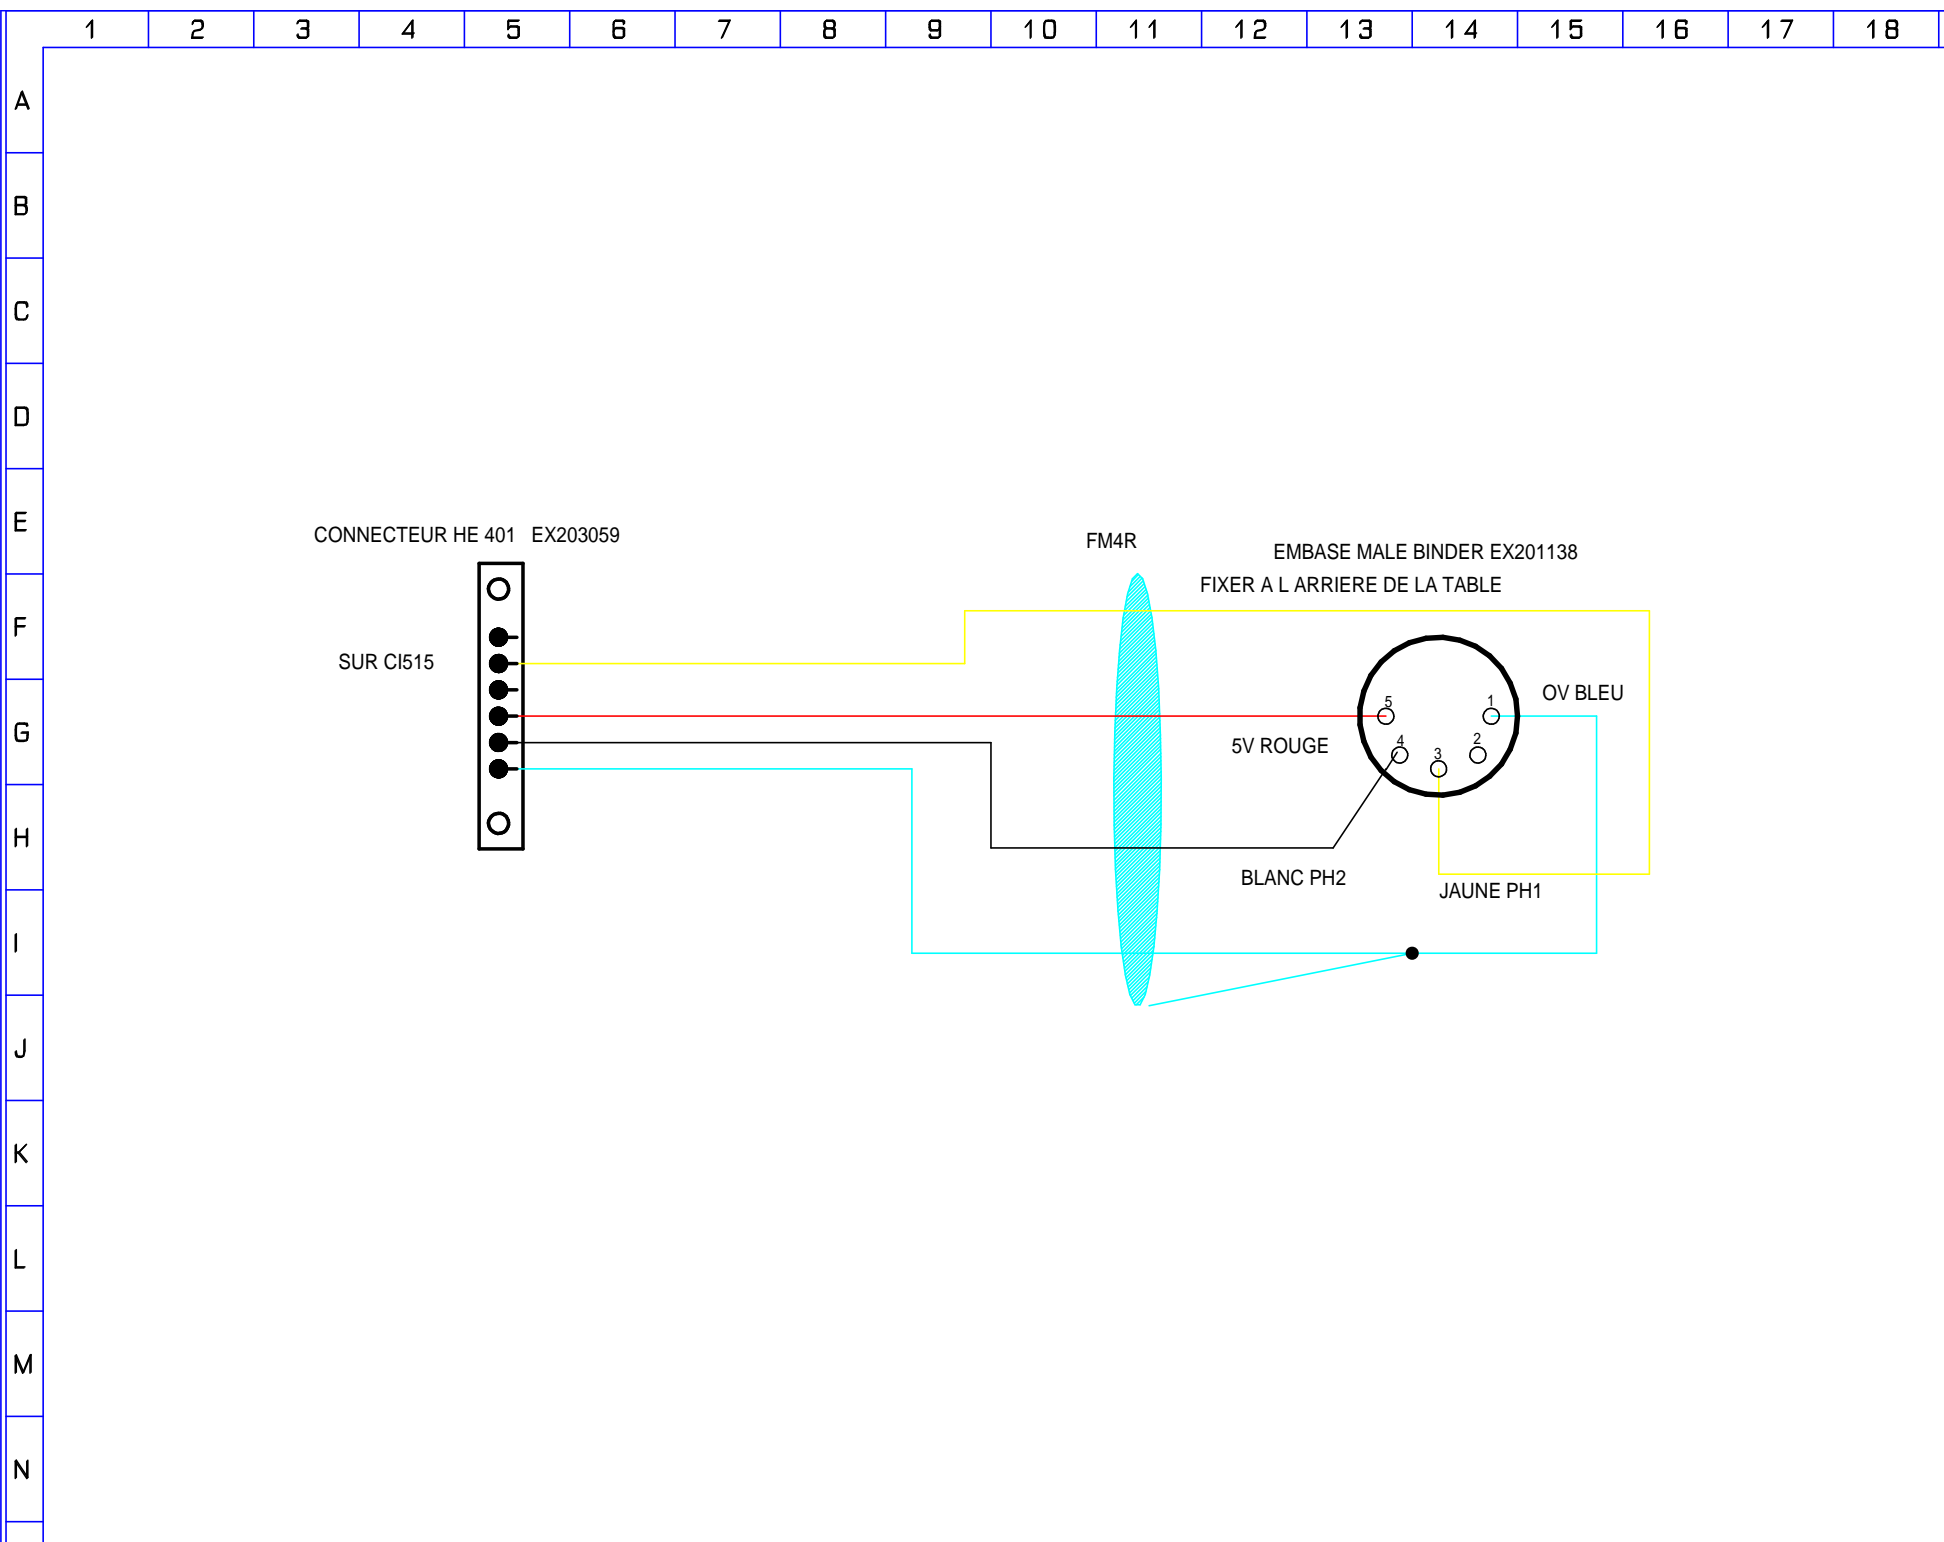 1 2 3 4 5 6 7 8 9 10 11 12 13 14 15 16 17 18
A
B
C
D
E
CONNECTEUR HE 401 EX203059
FM4R
EMBASE MALE BINDER EX201138
FIXER A L ARRIERE DE LA TABLE
F
SUR CI515
OV BLEU
5 1
G
5V ROUGE
4 3 2
H
BLANC PH2
JAUNE PH1
I
J
K
L
M
N